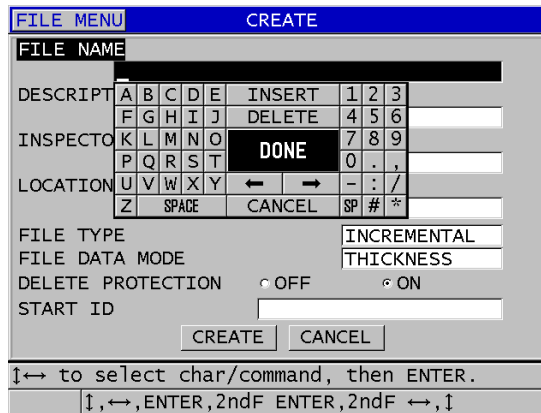 FILE MENU CREATE
FILE NAME
DESCRIPT
A B C D E INSERT 1 2 3
F G H I J DELETE 4 5 6
INSPECTO
K L M N O DONE 7 8 9
P Q R S T 0 . ,
LOCATION
U V W X Y ← → - : /
Z SPACE CANCEL SP # *
FILE TYPE INCREMENTAL
FILE DATA MODE THICKNESS
DELETE PROTECTION OFF ON
START ID
CREATE CANCEL
↕↔ to select char/command, then ENTER.
↕,↔,ENTER,2ndF ENTER,2ndF ↔,↕